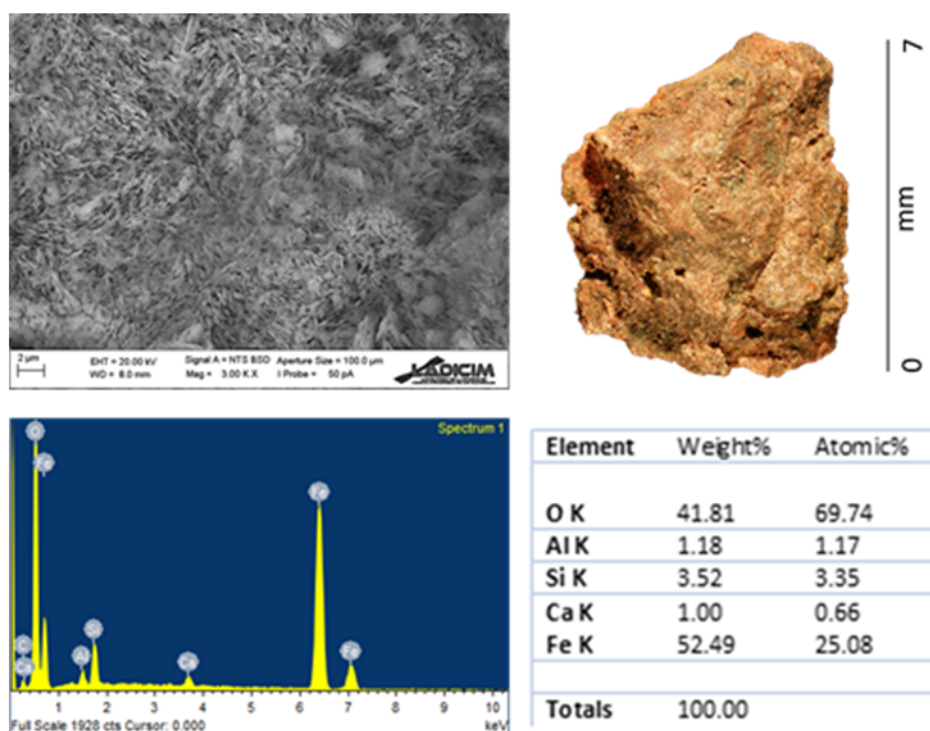 2 µm
EHT = 20.00 kV
Signal A = NTS BSD
Aperture Size = 100.0 µm
WD = 8.0 mm
Mag = 3.00 K X
I Probe = 50 pA
LADICIM
7
mm
0
Spectrum 1
O
Fe
C
Ca
Al
Si
Ca
Fe
Fe
1 2 3 4 5 6 7 8 9 10
Full Scale 1928 cts Cursor: 0.000
keV
Element Weight% Atomic%
O K 41.81 69.74
Al K 1.18 1.17
Si K 3.52 3.35
Ca K 1.00 0.66
Fe K 52.49 25.08
Totals 100.00